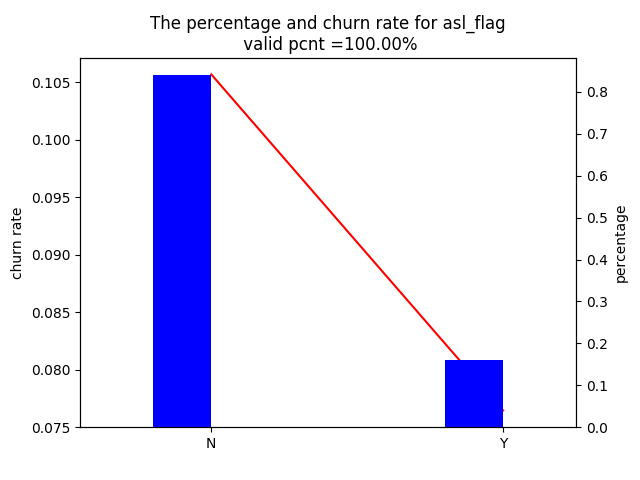 The percentage and churn rate for asl_flag
valid pcnt =100.00%
0.105
0.100
0.095
0.090
0.085
0.080
0.075
churn rate
0.8
0.7
0.6
0.5
0.4
0.3
0.2
0.1
0.0
percentage
N
Y